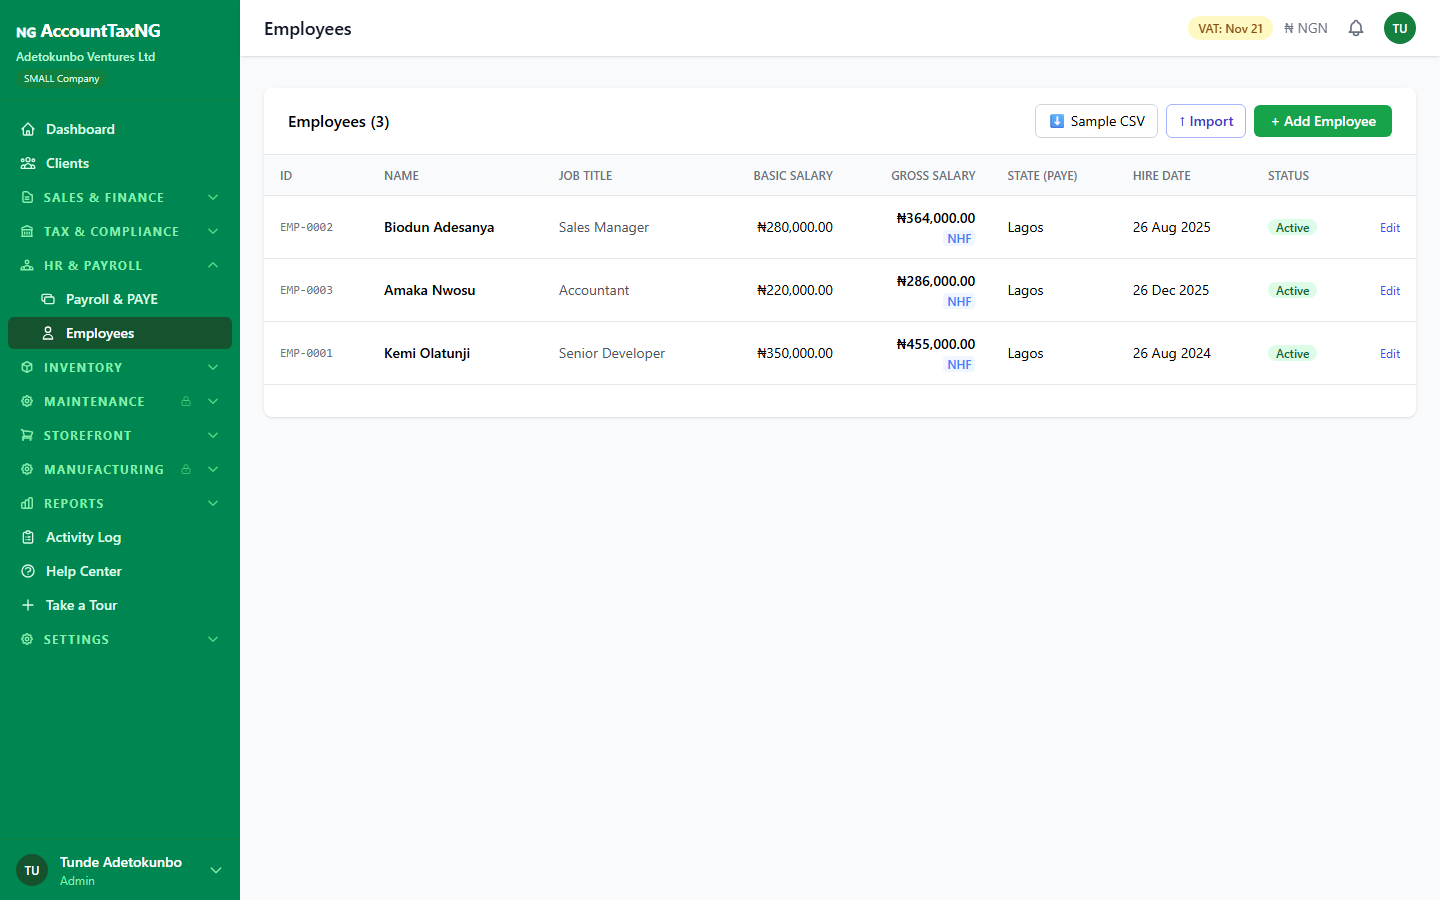 NG AccountTaxNG
Adetokunbo Ventures Ltd
SMALL Company
Dashboard
Clients
SALES & FINANCE
TAX & COMPLIANCE
HR & PAYROLL
Payroll & PAYE
Employees
INVENTORY
MAINTENANCE
STOREFRONT
MANUFACTURING
REPORTS
Activity Log
Help Center
Take a Tour
SETTINGS
TU Tunde Adetokunbo
Admin
Employees
VAT: Nov 21 ₦ NGN TU
Employees (3)
Sample CSV ↑ Import + Add Employee
ID NAME JOB TITLE BASIC SALARY GROSS SALARY STATE (PAYE) HIRE DATE STATUS
EMP-0002 Biodun Adesanya Sales Manager ₦280,000.00 ₦364,000.00 NHF Lagos 26 Aug 2025 Active Edit
EMP-0003 Amaka Nwosu Accountant ₦220,000.00 ₦286,000.00 NHF Lagos 26 Dec 2025 Active Edit
EMP-0001 Kemi Olatunji Senior Developer ₦350,000.00 ₦455,000.00 NHF Lagos 26 Aug 2024 Active Edit